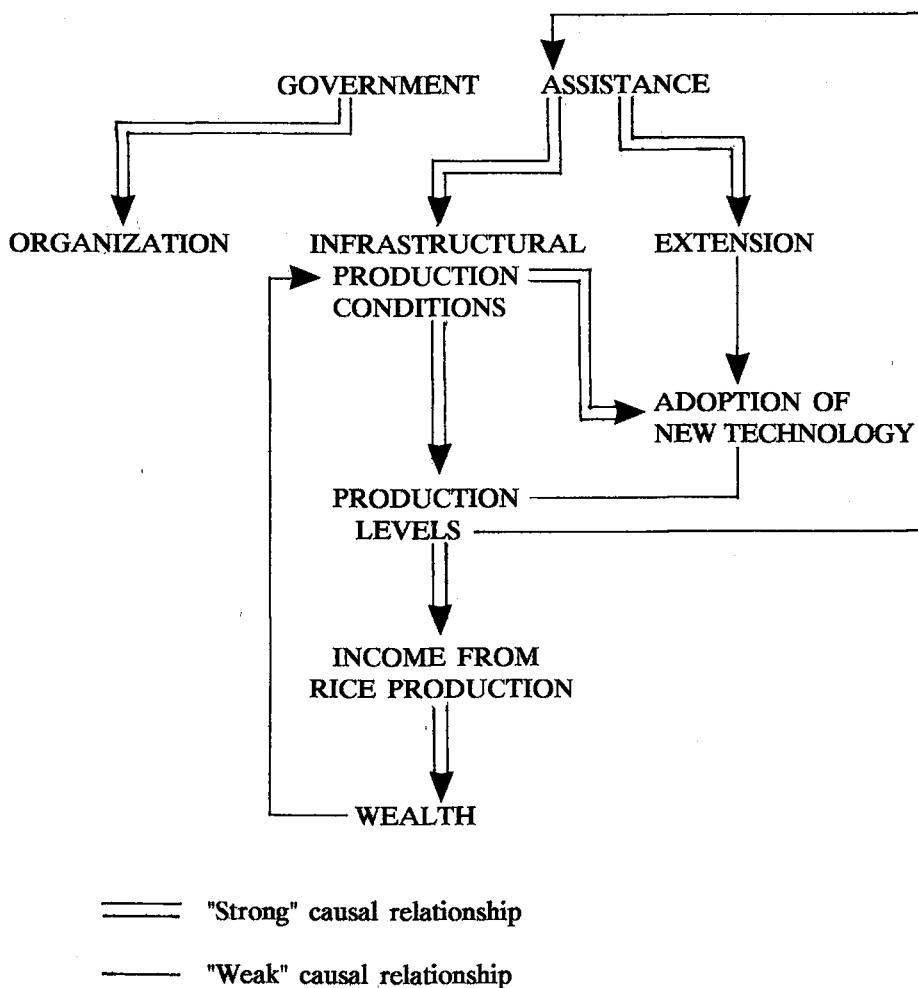 GOVERNMENT ASSISTANCE
ORGANIZATION
INFRASTRUCTURAL
PRODUCTION
CONDITIONS
EXTENSION
ADOPTION OF
NEW TECHNOLOGY
PRODUCTION
LEVELS
INCOME FROM
RICE PRODUCTION
WEALTH
"Strong" causal relationship
"Weak" causal relationship